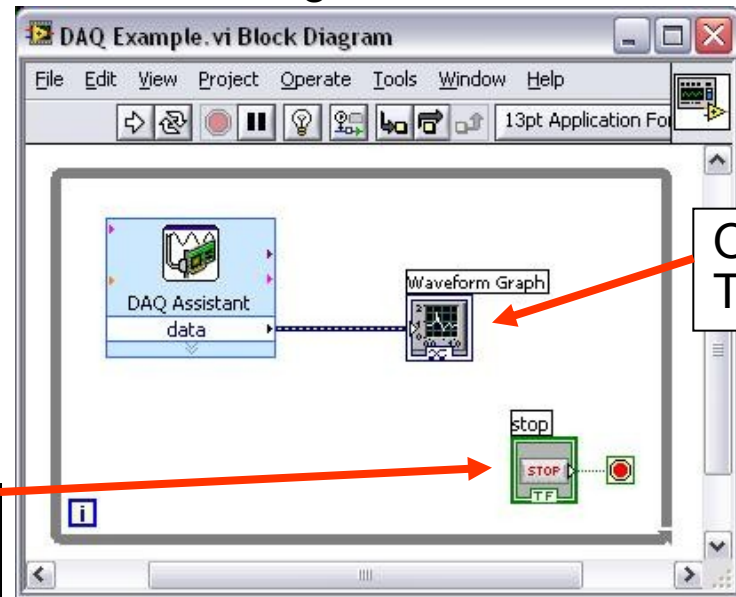 DAQ Example.vi Block Diagram
File Edit View Project Operate Tools Window Help
13pt Application Fo
Waveform Graph
DAQ Assistant
data
stop
STOP
TF
i